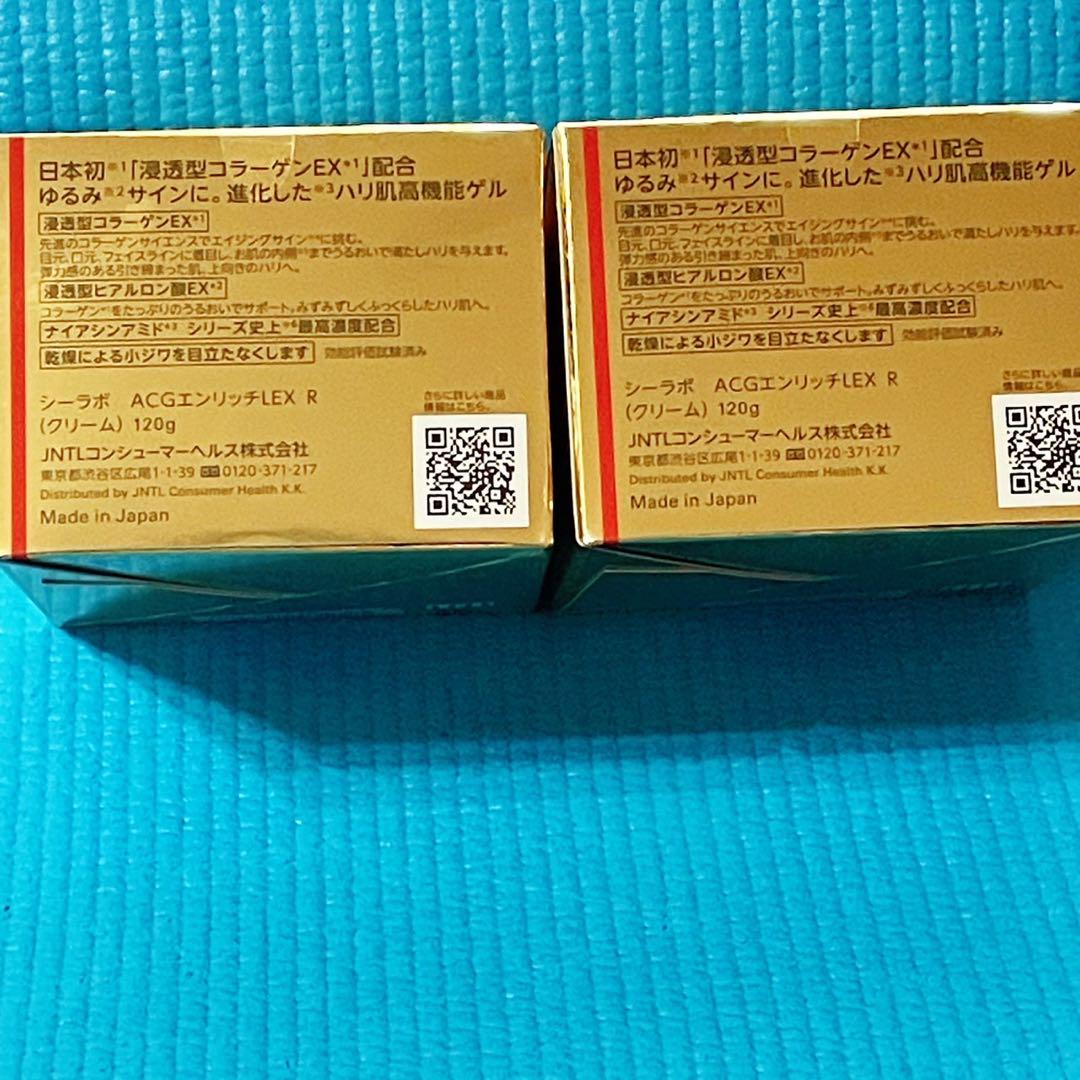 日本初※1「浸透型コラーゲンEX*1」配合
ゆるみ※2サインに。進化した※3ハリ肌高機能ゲル
浸透型コラーゲンEX*1
先進のコラーゲンサイエンスでエイジングサイン※4に挑む。
目元、口元、フェイスラインに着目し、お肌の内側※5までうるおいで満たしハリを与えます。
弾力感のある引き締まった肌、上向きのハリへ。
浸透型ヒアルロン酸EX*2
コラーゲン*1をたっぷりのうるおいでサポート。みずみずしくふっくらしたハリ肌へ。
ナイアシンアミド*3 シリーズ史上※6最高濃度配合
乾燥による小ジワを目立たなくします 効能評価試験済み
シーラボ ACGエンリッチLEX R
(クリーム) 120g
さらに詳しい商品
情報はこちら。
JNTLコンシューマーヘルス株式会社
東京都渋谷区広尾1-1-39 0120-371-217
Distributed by JNTL Consumer Health K.K.
Made in Japan
日本初※1「浸透型コラーゲンEX*1」配合
ゆるみ※2サインに。進化した※3ハリ肌高機能ゲル
浸透型コラーゲンEX*1
先進のコラーゲンサイエンスでエイジングサイン※4に挑む。
目元、口元、フェイスラインに着目し、お肌の内側※5までうるおいで満たしハリを与えます。
弾力感のある引き締まった肌、上向きのハリへ。
浸透型ヒアルロン酸EX*2
コラーゲン*1をたっぷりのうるおいでサポート。みずみずしくふっくらしたハリ肌へ。
ナイアシンアミド*3 シリーズ史上※6最高濃度配合
乾燥による小ジワを目立たなくします 効能評価試験済み
シーラボ ACGエンリッチLEX R
(クリーム) 120g
さらに詳しい商品
情報はこちら。
JNTLコンシューマーヘルス株式会社
東京都渋谷区広尾1-1-39 0120-371-217
Distributed by JNTL Consumer Health K.K.
Made in Japan